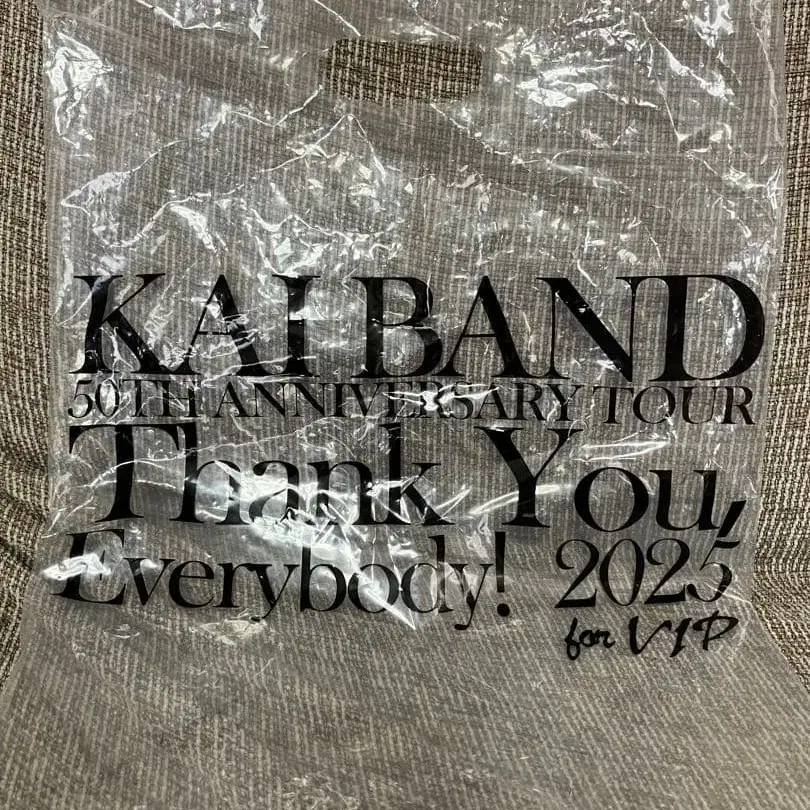 KAI BAND
50TH ANNIVERSARY TOUR
Thank You,
Everybody! 2025
for VIP